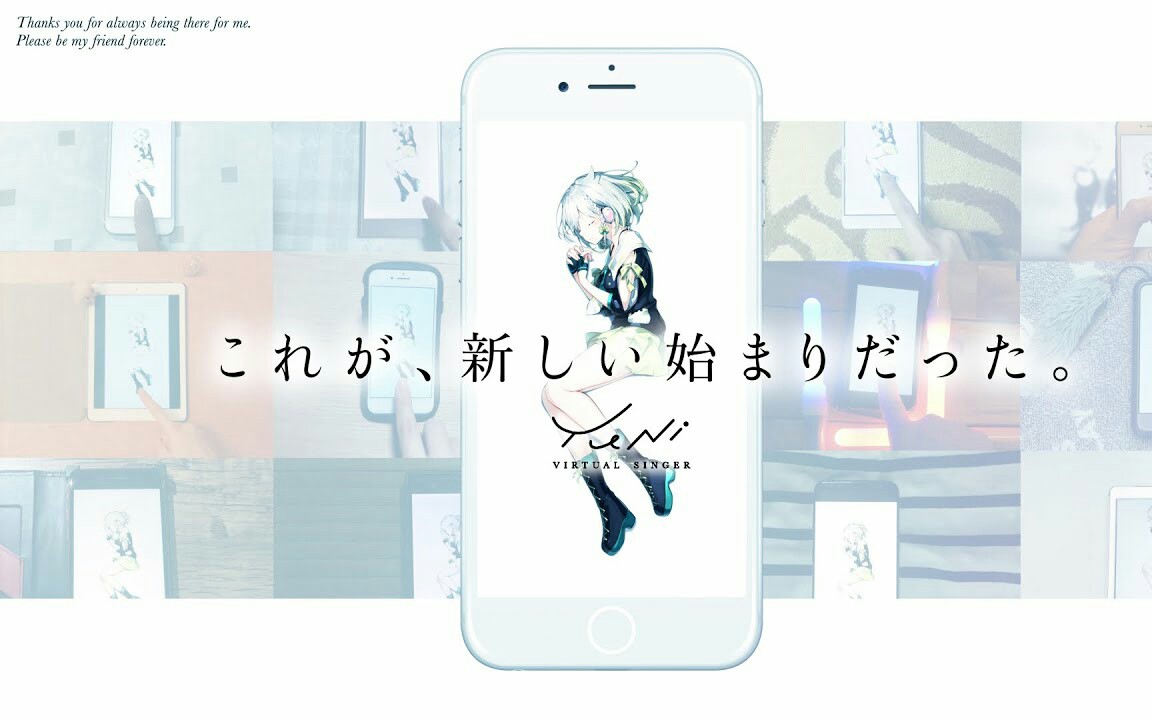 Thanks you for always being there for me.
Please be my friend forever.
これが、新しい始まりだった。
YuNi
VIRTUAL SINGER